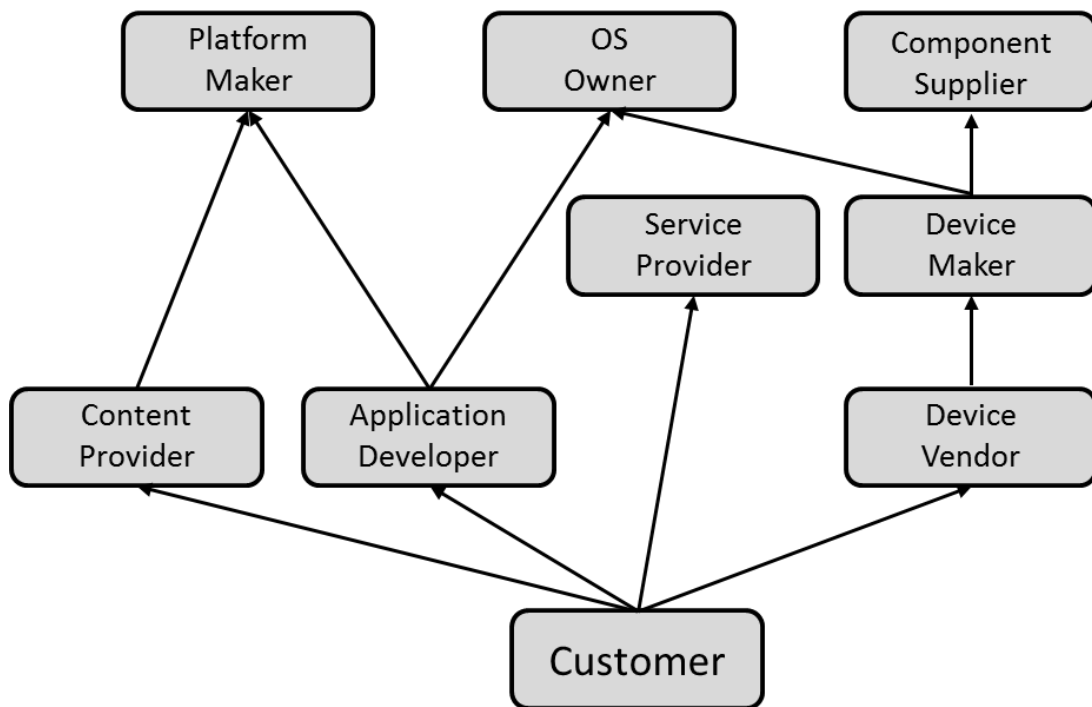 Platform
Maker
OS
Owner
Component
Supplier
Service
Provider
Device
Maker
Content
Provider
Application
Developer
Device
Vendor
Customer